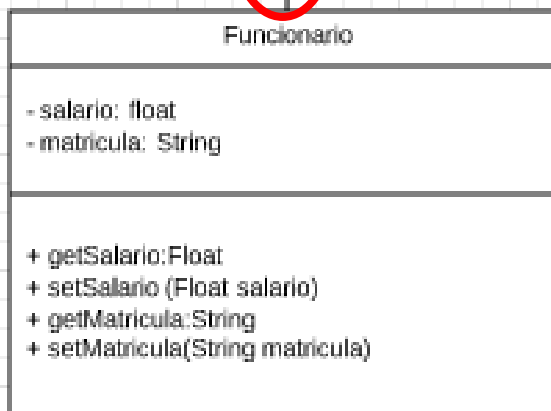 Funcionario
- salario: float
- matricula: String
+ getSalario:Float
+ setSalario (Float salario)
+ getMatricula:String
+ setMatricula(String matricula)